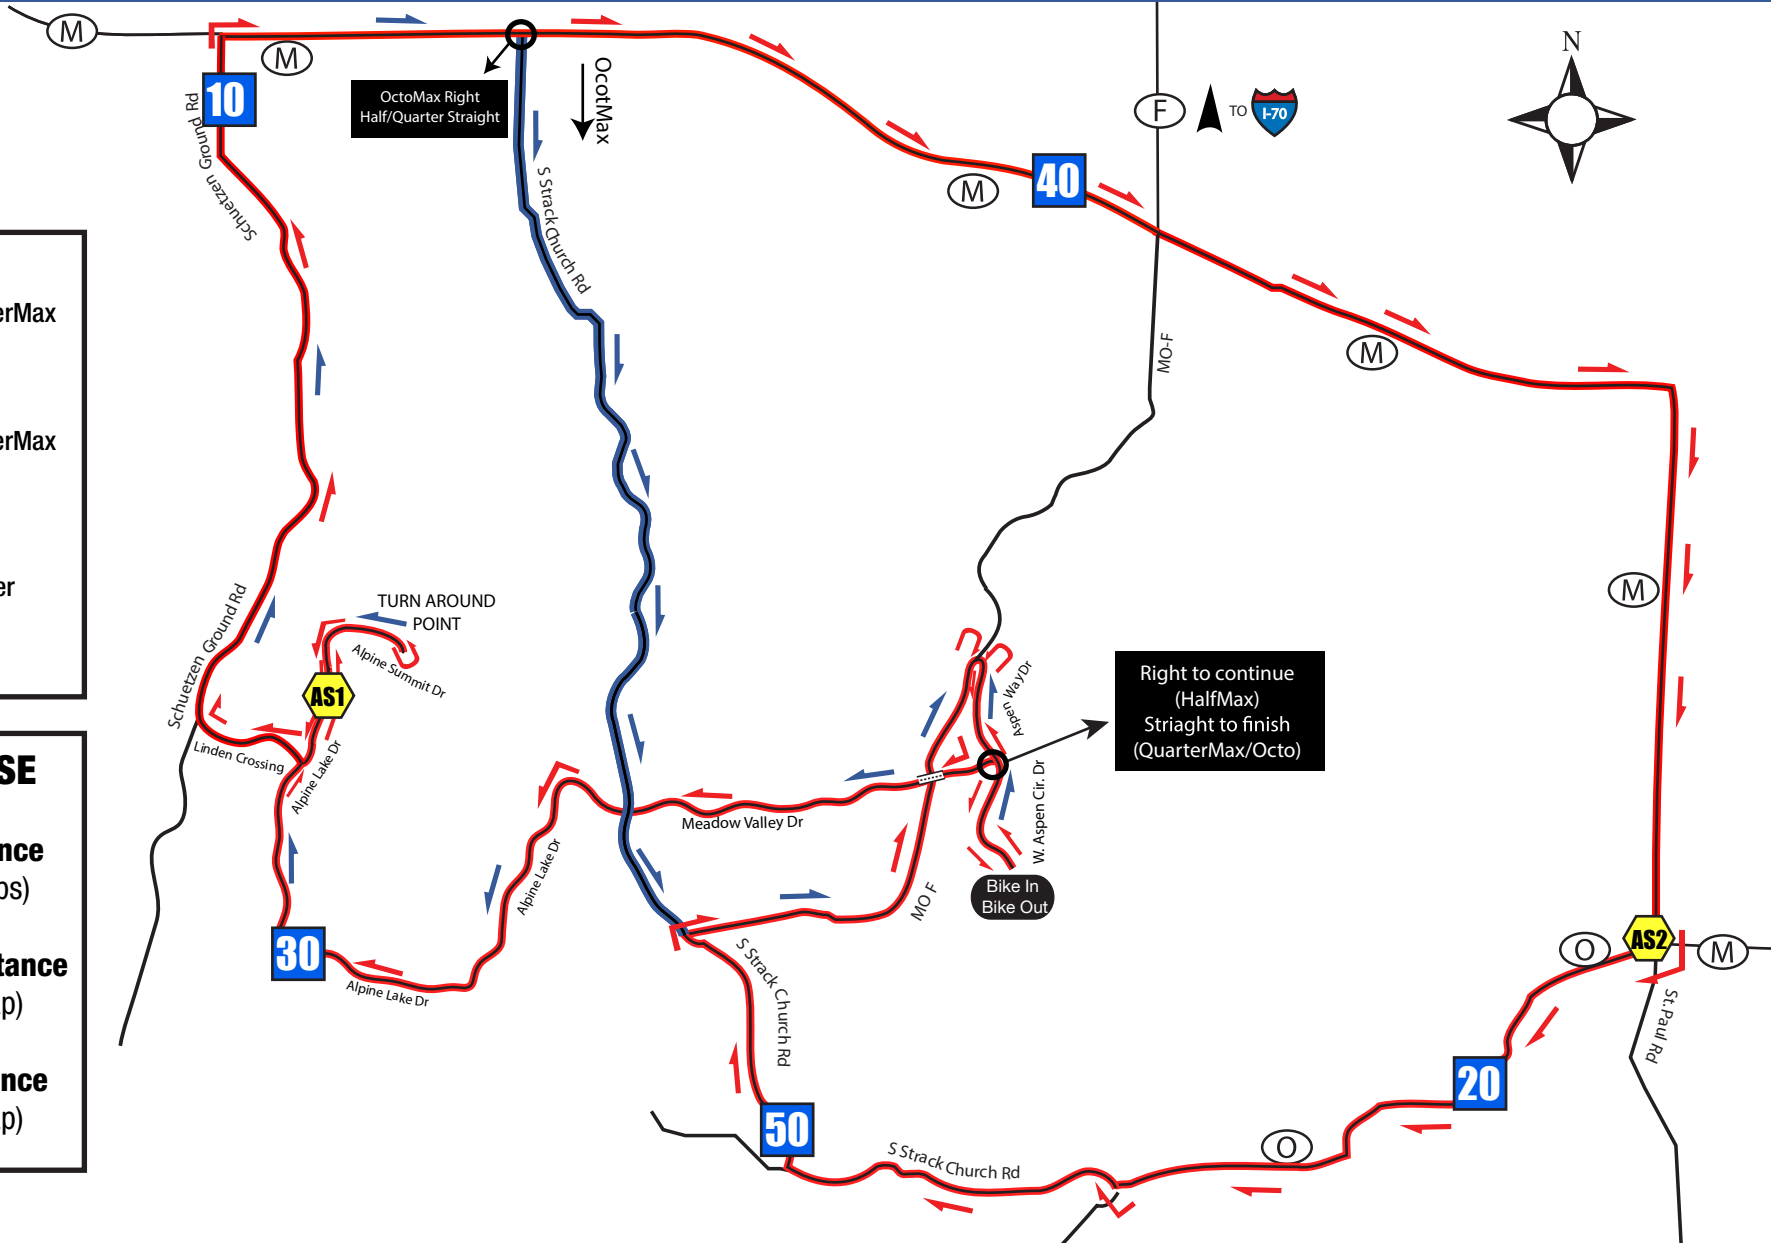 M
M
10
Schuetzen Ground Rd
OctoMax Right
Half/Quarter Straight
OcotMax
S Strack Church Rd
M
40
F
TO
I-70
N
MO-F
M
M
erMax
erMax
er
SE
nce
ps)
tance
p)
nce
p)
Schuetzen Ground Rd
TURN AROUND
POINT
Alpine Summit Dr
AS1
Linden Crossing
Alpine Lake Dr
30
Alpine Lake Dr
Alpine Lake Dr
Meadow Valley Dr
Aspen Way Dr
W. Aspen Cir. Dr
Right to continue
(HalfMax)
Striaght to finish
(QuarterMax/Octo)
Bike In
Bike Out
MO F
S Strack Church Rd
50
S Strack Church Rd
O
20
O
AS2
M
St.Paul Rd